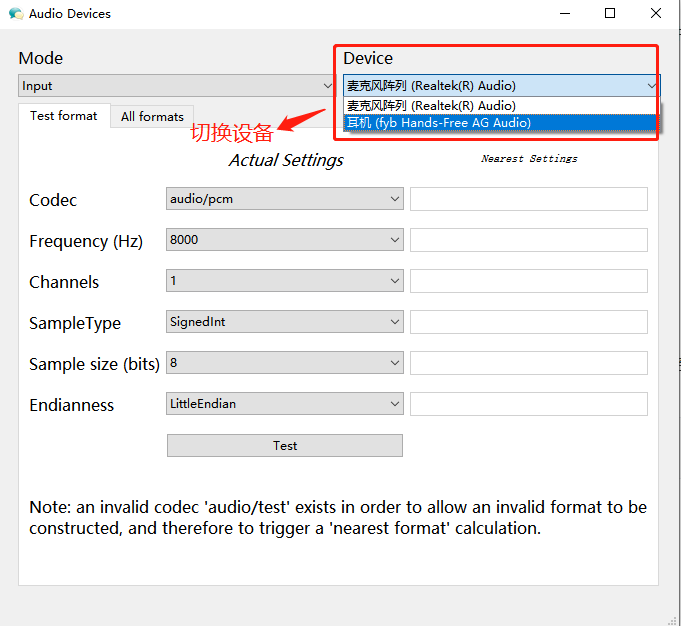 Audio Devices
Mode
Device
Input
麦克风阵列 (Realtek(R) Audio)
麦克风阵列 (Realtek(R) Audio)
耳机 (fyb Hands-Free AG Audio)
Test format
All formats
切换设备
Actual Settings
Nearest Settings
Codec
audio/pcm
Frequency (Hz)
8000
Channels
1
SampleType
SignedInt
Sample size (bits)
8
Endianness
LittleEndian
Test
Note: an invalid codec 'audio/test' exists in order to allow an invalid format to be
constructed, and therefore to trigger a 'nearest format' calculation.